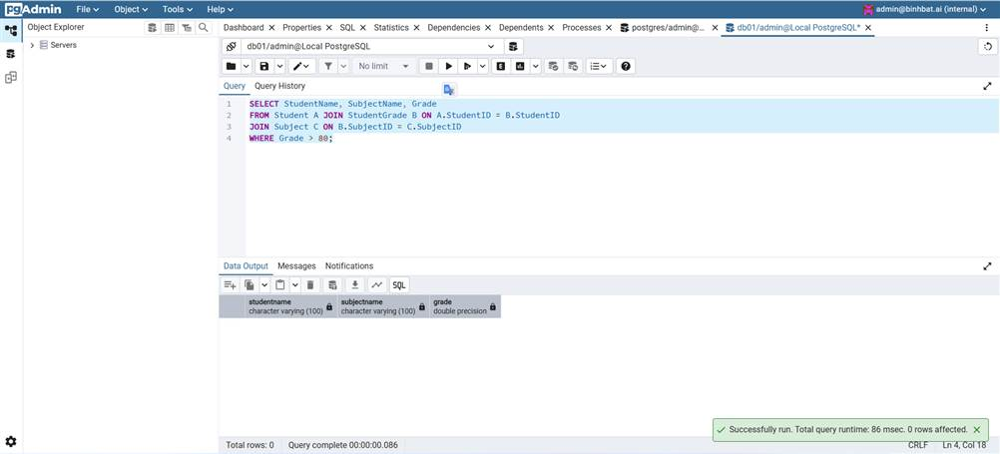 pgAdmin File Object Tools Help admin@binhbat.ai (internal)
Object Explorer Dashboard Properties SQL Statistics Dependencies Dependents Processes postgres/admin@... db01/admin@Local PostgreSQL*
Servers
db01/admin@Local PostgreSQL
No limit
Query Query History
1 SELECT StudentName, SubjectName, Grade
2 FROM Student A JOIN StudentGrade B ON A.StudentID = B.StudentID
3 JOIN Subject C ON B.SubjectID = C.SubjectID
4 WHERE Grade > 80;
Data Output Messages Notifications
SQL
studentname subjectname grade
character varying (100) character varying (100) double precision
Successfully run. Total query runtime: 86 msec. 0 rows affected.
Total rows: 0 Query complete 00:00:00.086 CRLF Ln 4, Col 18